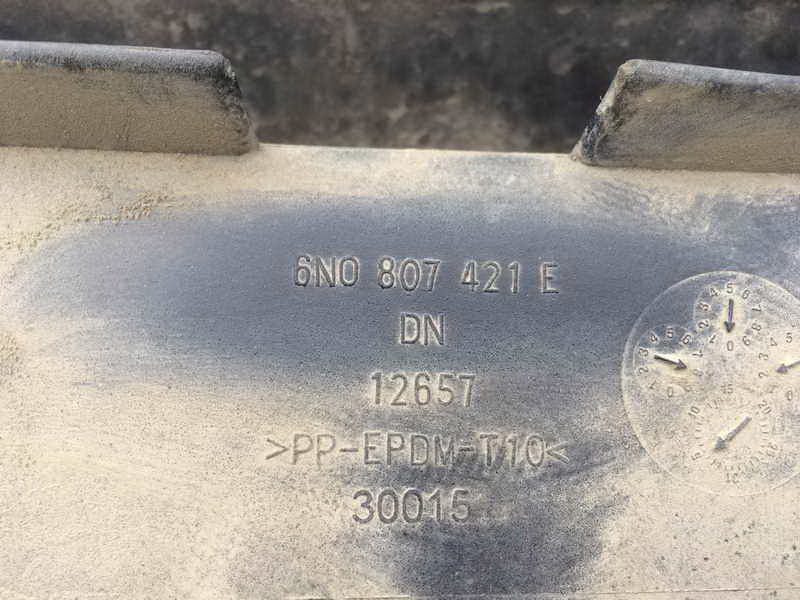 6N0 807 421 E
DN
12657
>PP-EPDM-T10<
30015